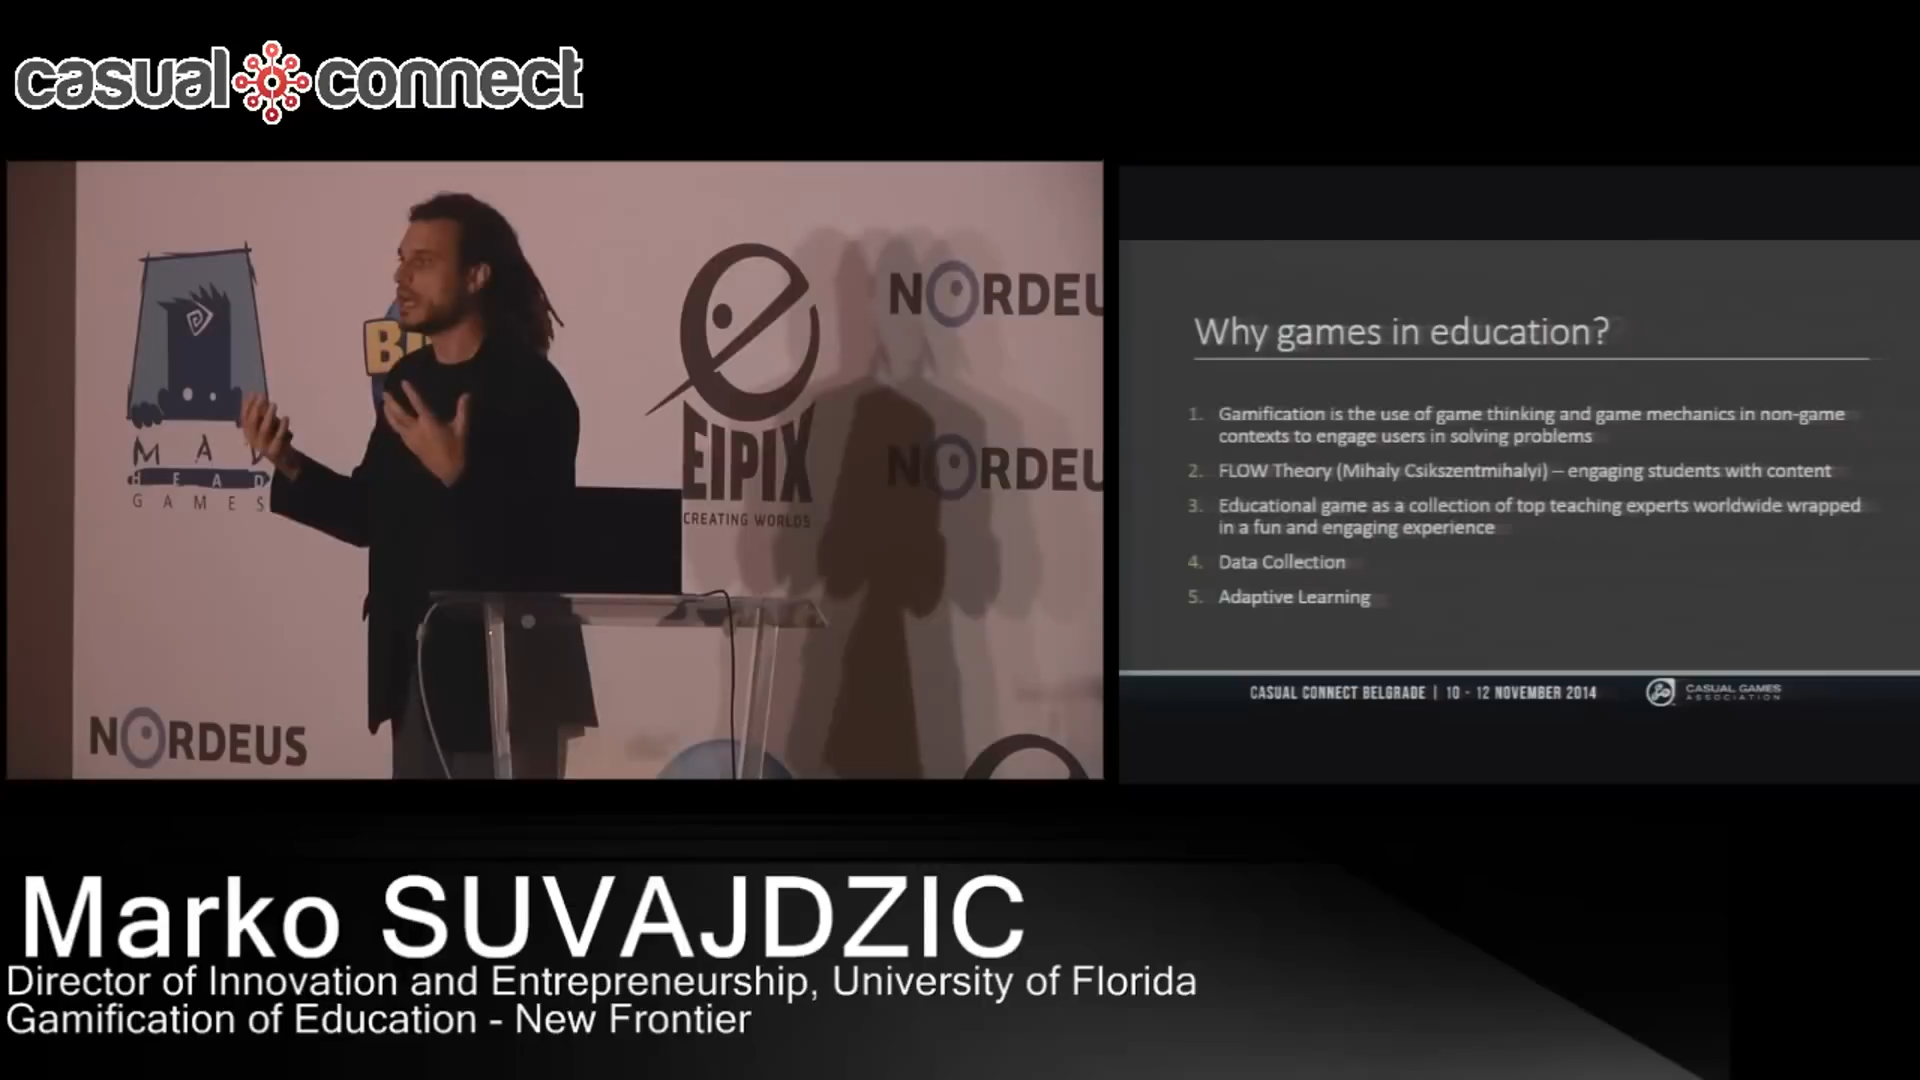 casual connect
MAD
HEAD
GAMES
EIPIX
CREATING WORLDS
NORDEU
NORDEU
NORDEUS
Why games in education?
1. Gamification is the use of game thinking and game mechanics in non-game
contexts to engage users in solving problems
2. FLOW Theory (Mihaly Csikszentmihalyi) – engaging students with content
3. Educational game as a collection of top teaching experts worldwide wrapped
in a fun and engaging experience
4. Data Collection
5. Adaptive Learning
CASUAL CONNECT BELGRADE | 10 - 12 NOVEMBER 2014
CASUAL GAMES
ASSOCIATION
Marko SUVAJDZIC
Director of Innovation and Entrepreneurship, University of Florida
Gamification of Education - New Frontier